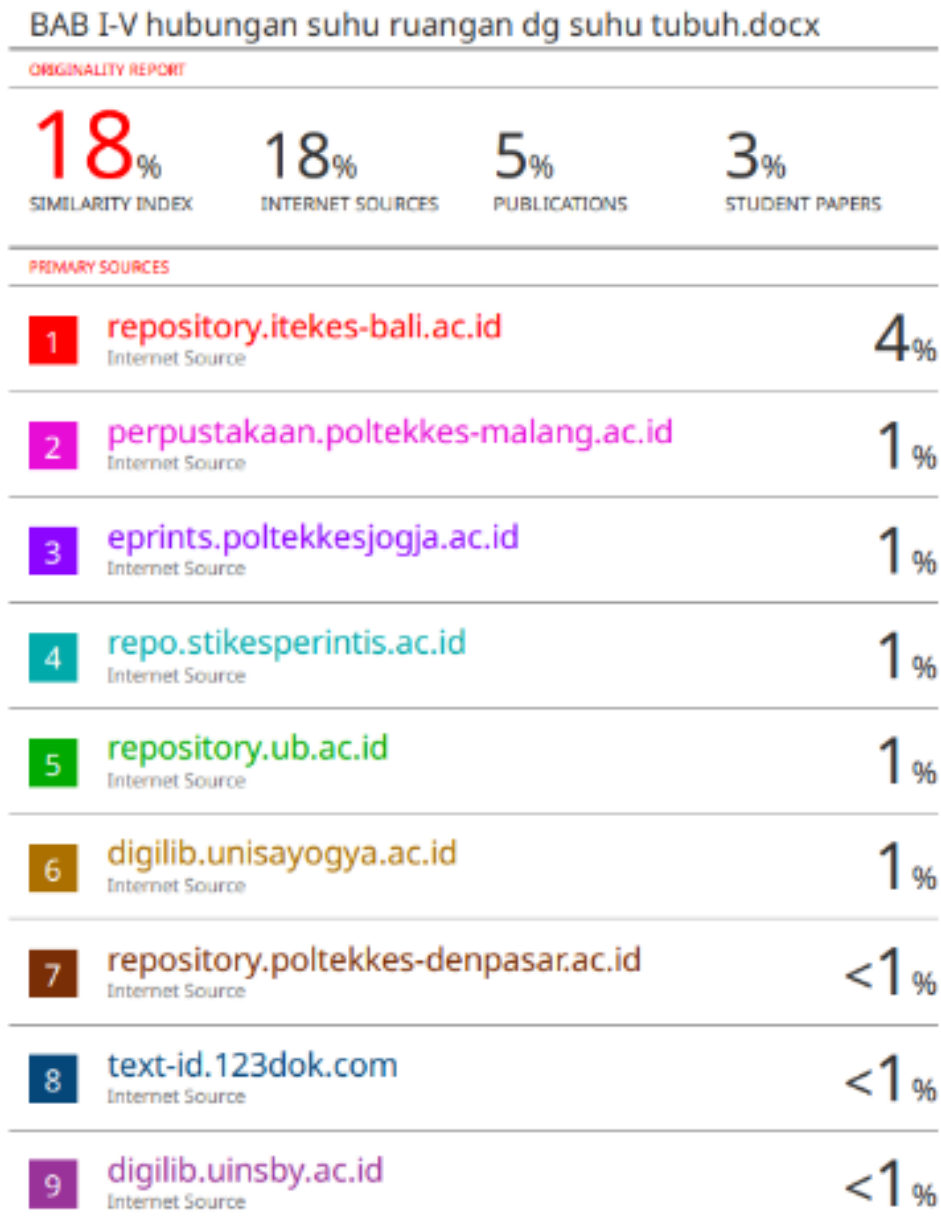 BAB I-V hubungan suhu ruangan dg suhu tubuh.docx
ORIGINALITY REPORT
18% 18% 5% 3%
SIMILARITY INDEX INTERNET SOURCES PUBLICATIONS STUDENT PAPERS
PRIMARY SOURCES
1 repository.itekes-bali.ac.id 4%
Internet Source
2 perpustakaan.poltekkes-malang.ac.id 1%
Internet Source
3 eprints.poltekkesjogja.ac.id 1%
Internet Source
4 repo.stikesperintis.ac.id 1%
Internet Source
5 repository.ub.ac.id 1%
Internet Source
6 digilib.unisayogya.ac.id 1%
Internet Source
7 repository.poltekkes-denpasar.ac.id <1%
Internet Source
8 text-id.123dok.com <1%
Internet Source
9 digilib.uinsby.ac.id <1%
Internet Source